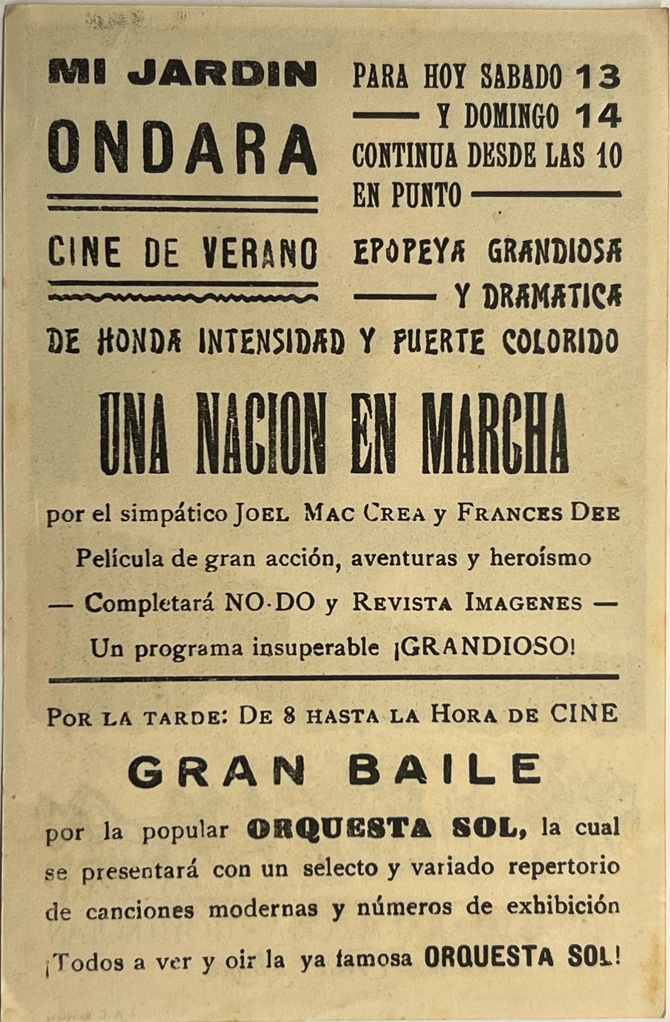 MI JARDIN
ONDARA
CINE DE VERANO
PARA HOY SABADO 13
— Y DOMINGO 14
CONTINUA DESDE LAS 10
EN PUNTO —
EPOPEYA GRANDIOSA
— Y DRAMATICA
DE HONDA INTENSIDAD Y FUERTE COLORIDO
UNA NACION EN MARCHA
por el simpático JOEL MAC CREA y FRANCES DEE
Película de gran acción, aventuras y heroísmo
— Completará NO-DO y REVISTA IMAGENES —
Un programa insuperable ¡GRANDIOSO!
POR LA TARDE: DE 8 HASTA LA HORA DE CINE
GRAN BAILE
por la popular ORQUESTA SOL, la cual
se presentará con un selecto y variado repertorio
de canciones modernas y números de exhibición
¡Todos a ver y oir la ya famosa ORQUESTA SOL!